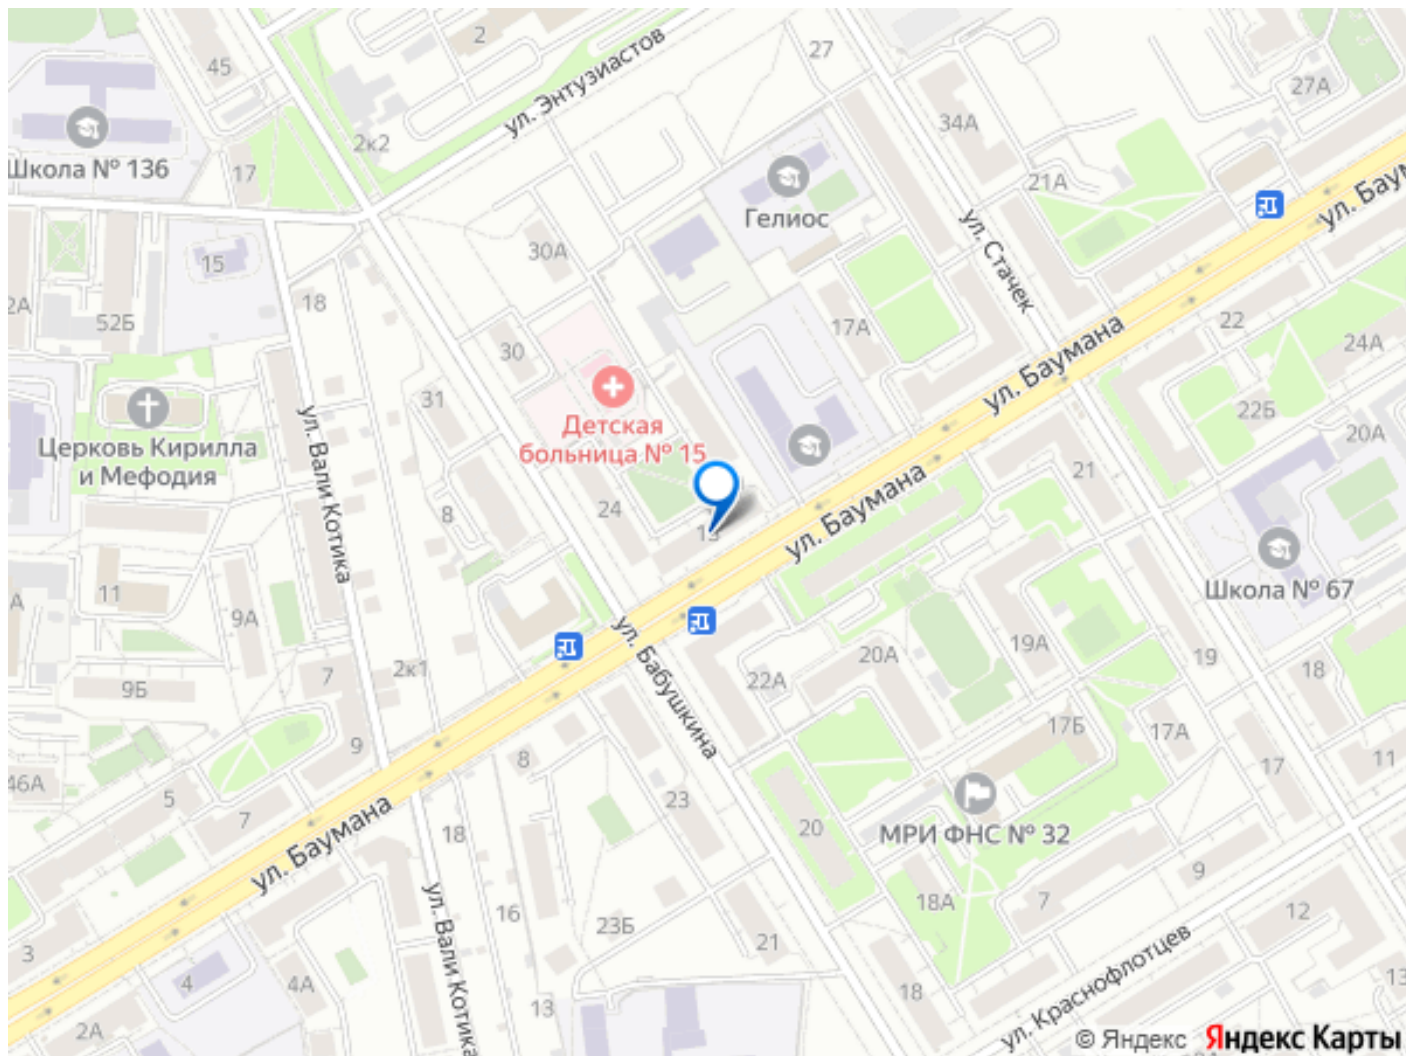 2
ул. Энтузиастов
27
45
27А
34А
2к2
Школа № 136
17
21А
ул. Баум
Гелиос
ул. Стачек
30А
15
18
2А
52Б
17А
22
24А
30
ул. Баумана
31
22Б
Детская
больница № 15
20А
Церковь Кирилла
и Мефодия
ул. Вали Котика
21
ул. Баумана
24
8
Школа № 67
11
9А
ул. Бабушкина
19А
20А
19
2к1
7
22А
18
9Б
17Б
17А
9
8
11
17
46А
5
23
МРИ ФНС № 32
7
20
18
ул. Баумана
9
18А
7
16
12
23Б
21
ул. Вали Котика
ул. Краснофлотцев
3
4
4А
18
13
13
2А
© Яндекс Яндекс Карты